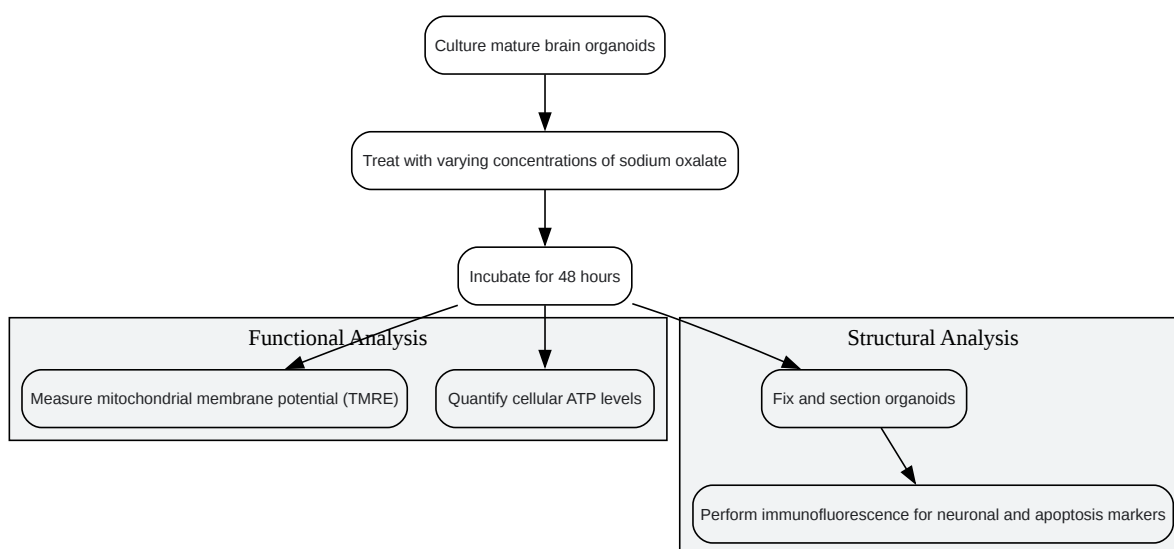 Culture mature brain organoids
Treat with varying concentrations of sodium oxalate
Incubate for 48 hours
Functional Analysis
Structural Analysis
Measure mitochondrial membrane potential (TMRE)
Quantify cellular ATP levels
Fix and section organoids
Perform immunofluorescence for neuronal and apoptosis markers